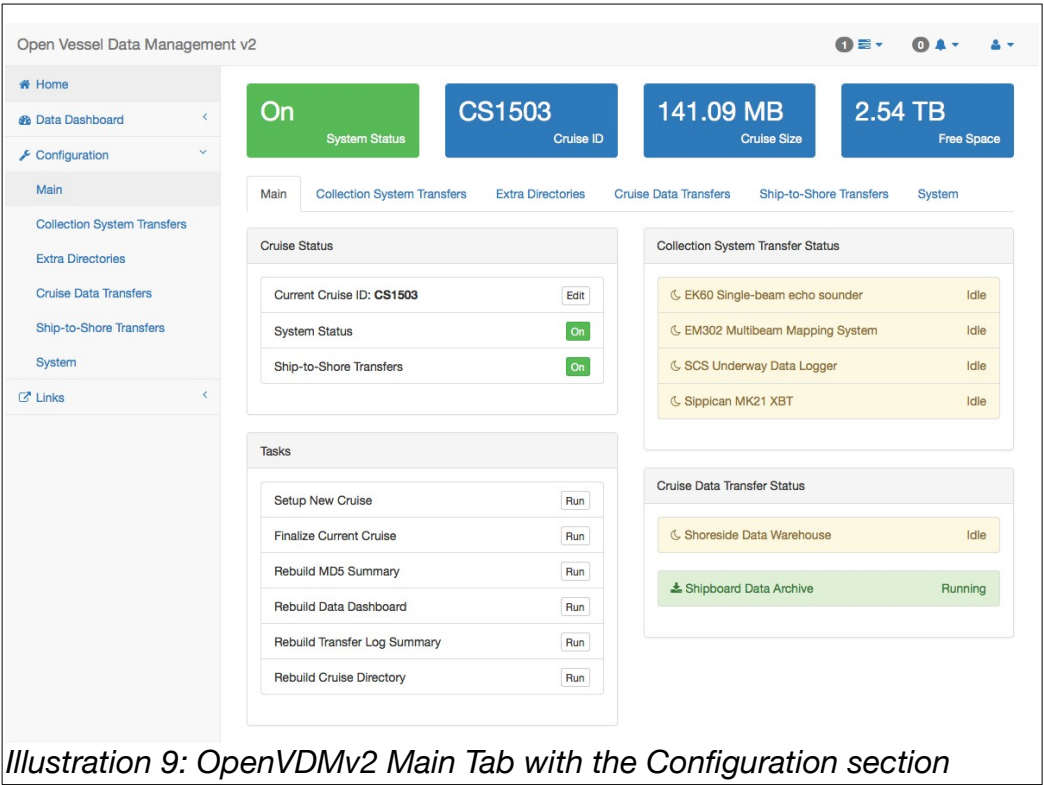 Open Vessel Data Management v2
1
0
Home
Data Dashboard
Configuration
Main
Collection System Transfers
Extra Directories
Cruise Data Transfers
Ship-to-Shore Transfers
System
Links
On
System Status
CS1503
Cruise ID
141.09 MB
Cruise Size
2.54 TB
Free Space
Main Collection System Transfers Extra Directories Cruise Data Transfers Ship-to-Shore Transfers System
Cruise Status
Current Cruise ID: CS1503 Edit
System Status On
Ship-to-Shore Transfers On
Tasks
Setup New Cruise Run
Finalize Current Cruise Run
Rebuild MD5 Summary Run
Rebuild Data Dashboard Run
Rebuild Transfer Log Summary Run
Rebuild Cruise Directory Run
Collection System Transfer Status
EK60 Single-beam echo sounder Idle
EM302 Multibeam Mapping System Idle
SCS Underway Data Logger Idle
Sippican MK21 XBT Idle
Cruise Data Transfer Status
Shoreside Data Warehouse Idle
Shipboard Data Archive Running
Illustration 9: OpenVDMv2 Main Tab with the Configuration section